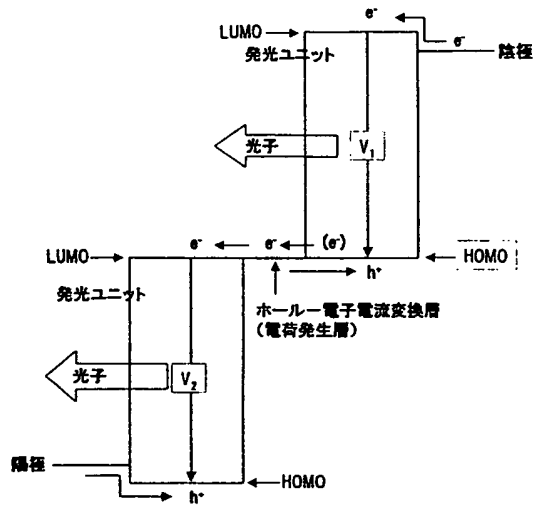 e⁻
LUMO
e⁻
発光ユニット
陰極
光子
V₁
e⁻
e⁻
(e⁻)
LUMO
HOMO
h⁺
発光ユニット
ホールー電子電流変換層
(電荷発生層)
光子
V₂
陽極
HOMO
h⁺